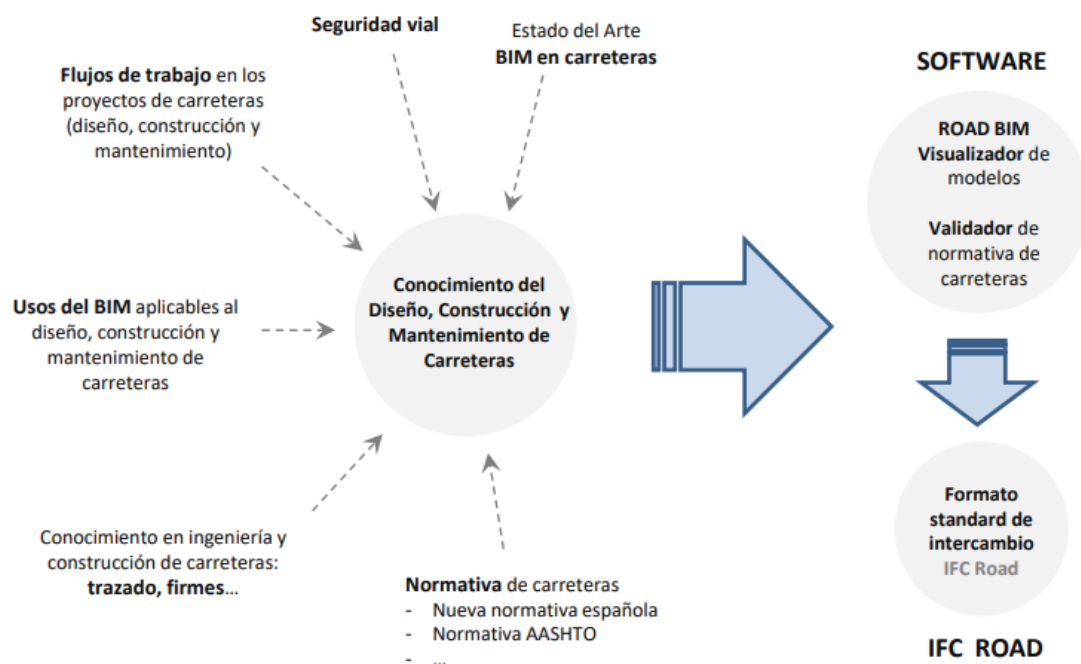 Seguridad vial
Estado del Arte
BIM en carreteras
Flujos de trabajo en los
proyectos de carreteras
(diseño, construcción y
mantenimiento)
Usos del BIM aplicables al
diseño, construcción y
mantenimiento de
carreteras
Conocimiento en ingeniería y
construcción de carreteras:
trazado, firmes...
Normativa de carreteras
- Nueva normativa española
- Normativa AASHTO
- ...
Conocimiento del
Diseño, Construcción y
Mantenimiento de
Carreteras
SOFTWARE
ROAD BIM
Visualizador de
modelos
Validador de
normativa de
carreteras
Formato
standard de
intercambio
IFC Road
IFC ROAD